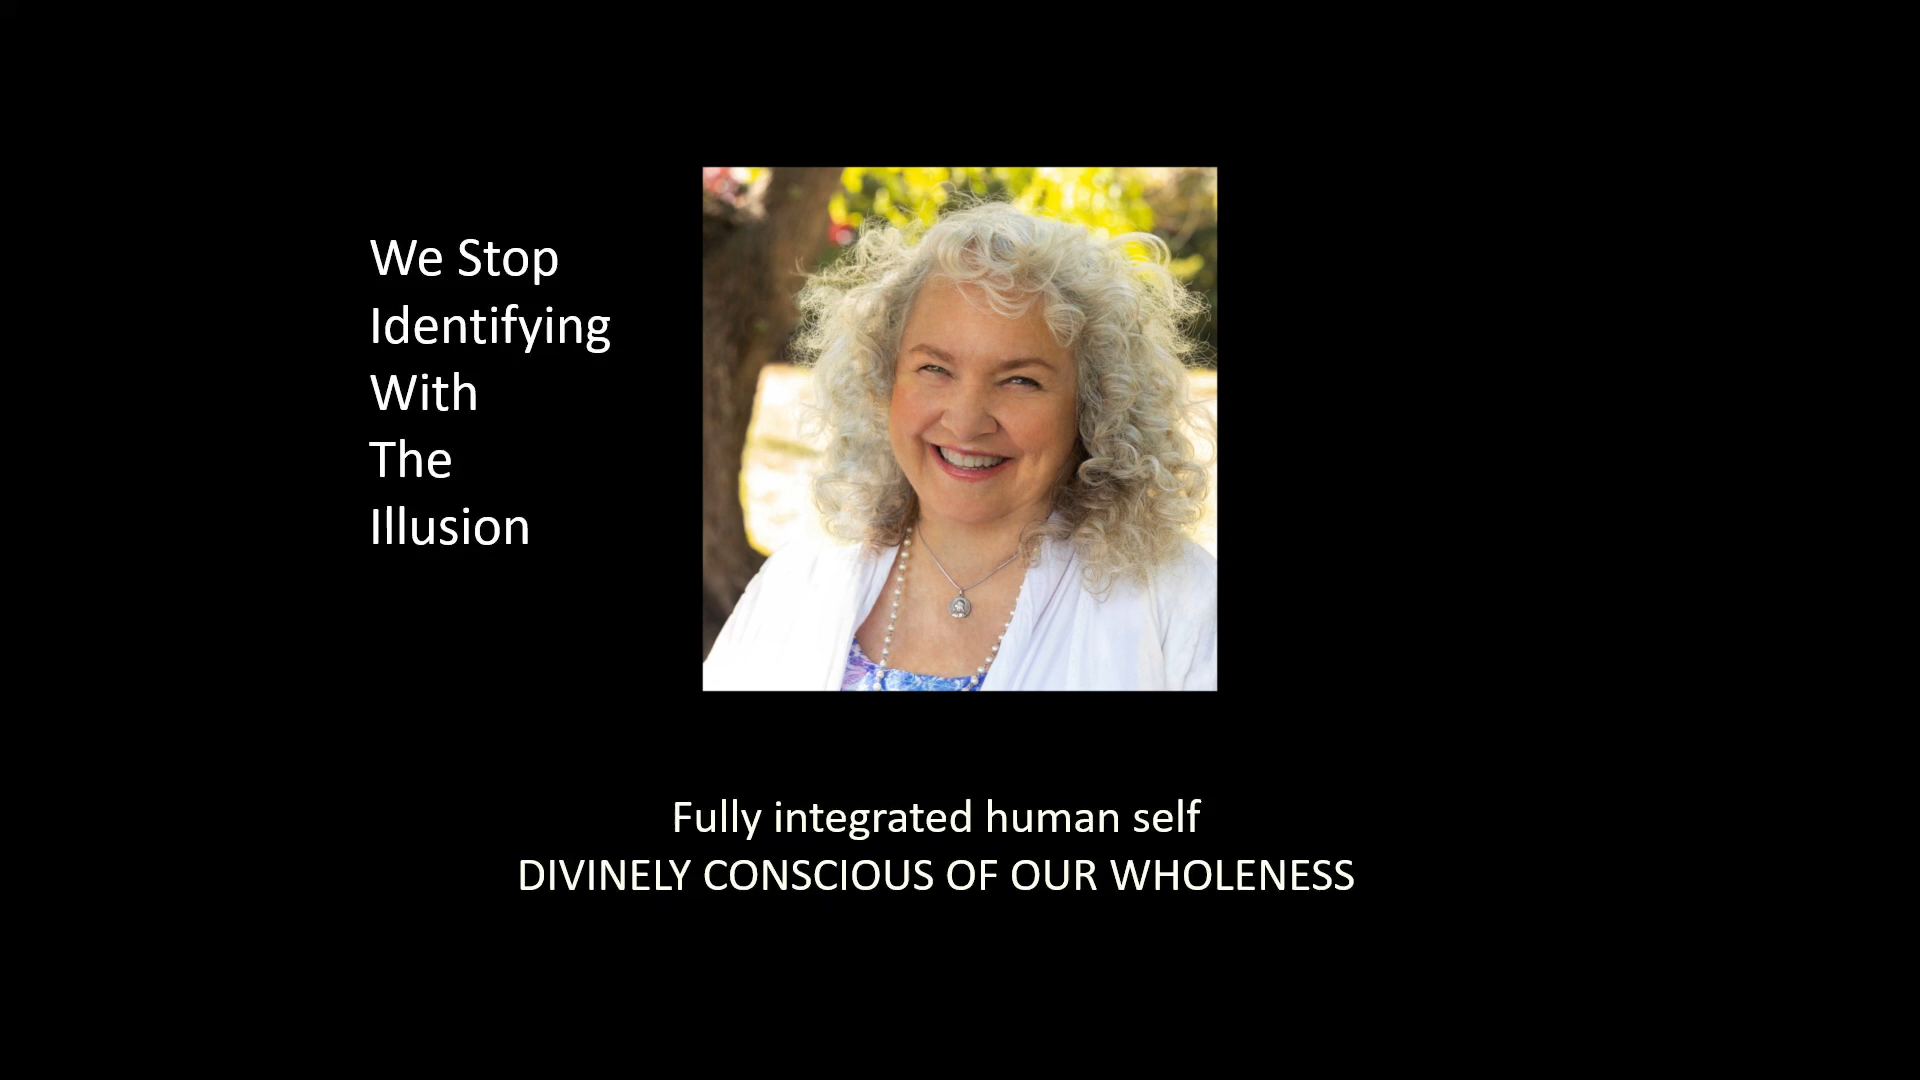 We Stop
Identifying
With
The
Illusion
Fully integrated human self
DIVINELY CONSCIOUS OF OUR WHOLENESS